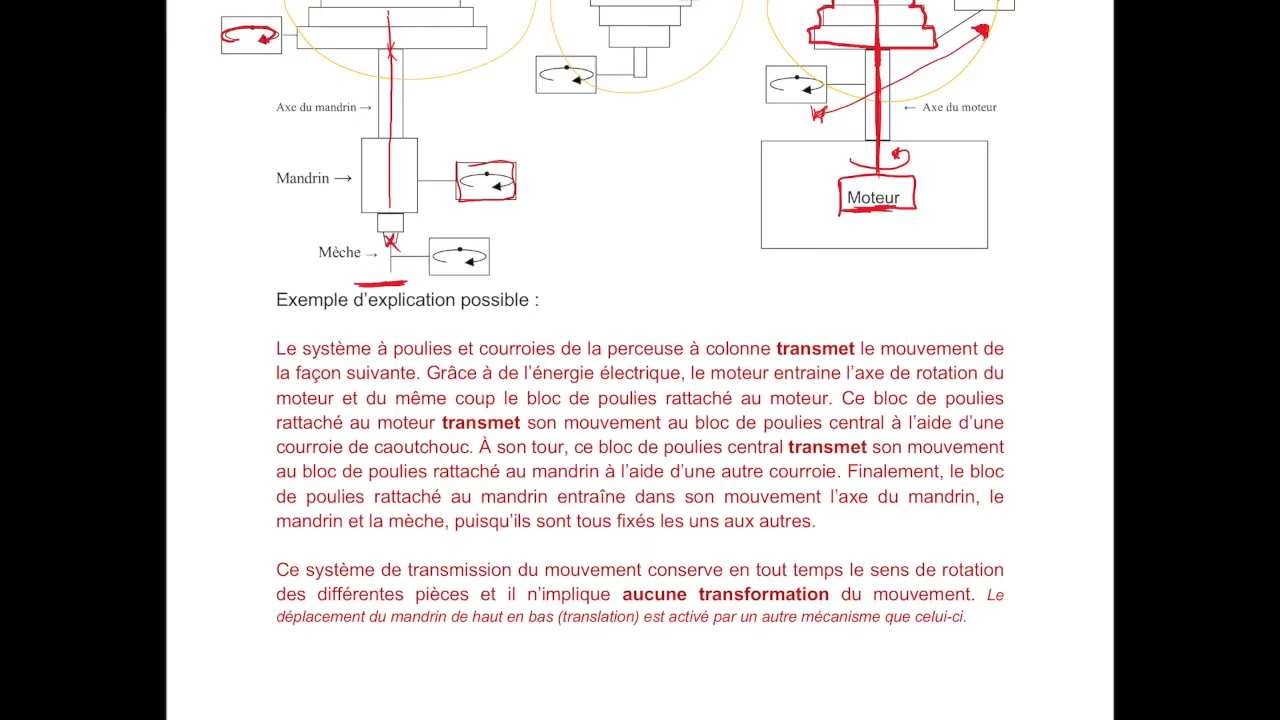 Axe du mandrin →
← Axe du moteur
Mandrin →
Moteur
Mèche →
Exemple d'explication possible :
Le système à poulies et courroies de la perceuse à colonne transmet le mouvement de
la façon suivante. Grâce à de l'énergie électrique, le moteur entraine l'axe de rotation du
moteur et du même coup le bloc de poulies rattaché au moteur. Ce bloc de poulies
rattaché au moteur transmet son mouvement au bloc de poulies central à l'aide d'une
courroie de caoutchouc. À son tour, ce bloc de poulies central transmet son mouvement
au bloc de poulies rattaché au mandrin à l'aide d'une autre courroie. Finalement, le bloc
de poulies rattaché au mandrin entraîne dans son mouvement l'axe du mandrin, le
mandrin et la mèche, puisqu'ils sont tous fixés les uns aux autres.
Ce système de transmission du mouvement conserve en tout temps le sens de rotation
des différentes pièces et il n'implique aucune transformation du mouvement. Le
déplacement du mandrin de haut en bas (translation) est activé par un autre mécanisme que celui-ci.